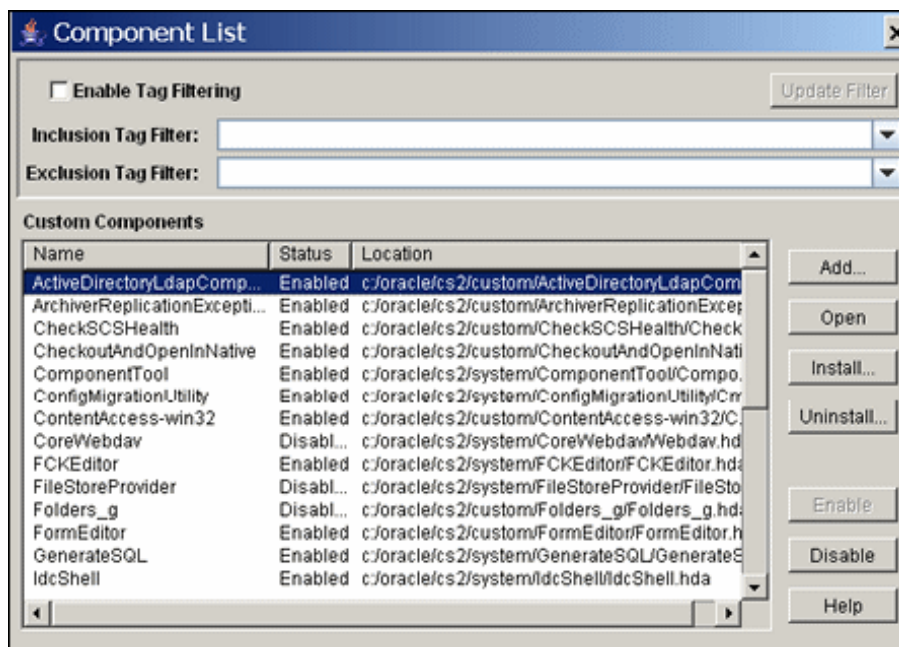 Component List
Enable Tag Filtering
Update Filter
Inclusion Tag Filter:
Exclusion Tag Filter:
Custom Components
Name Status Location
ActiveDirectoryLdapComp... Enabled c:/oracle/cs2/custom/ActiveDirectoryLdapCom
ArchiverReplicationExcepti... Enabled c:/oracle/cs2/custom/ArchiverReplicationExcep
CheckSCSHealth Enabled c:/oracle/cs2/custom/CheckSCSHealth/Check
CheckoutAndOpenInNative Enabled c:/oracle/cs2/custom/CheckoutAndOpenInNati
ComponentTool Enabled c:/oracle/cs2/system/ComponentTool/Compo.
ConfigMigrationUtility Enabled c:/oracle/cs2/system/ConfigMigrationUtility/Cm
ContentAccess-win32 Enabled c:/oracle/cs2/custom/ContentAccess-win32/C.
CoreWebdav Disabl... c:/oracle/cs2/system/CoreWebdav/Webdav.hd
FCKEditor Enabled c:/oracle/cs2/system/FCKEditor/FCKEditor.hda
FileStoreProvider Disabl... c:/oracle/cs2/system/FileStoreProvider/FileSto
Folders_g Disabl... c:/oracle/cs2/custom/Folders_g/Folders_g.hda
FormEditor Enabled c:/oracle/cs2/custom/FormEditor/FormEditor.h
GenerateSQL Enabled c:/oracle/cs2/system/GenerateSQL/GenerateS
IdcShell Enabled c:/oracle/cs2/system/IdcShell/IdcShell.hda
Add...
Open
Install...
Uninstall...
Enable
Disable
Help